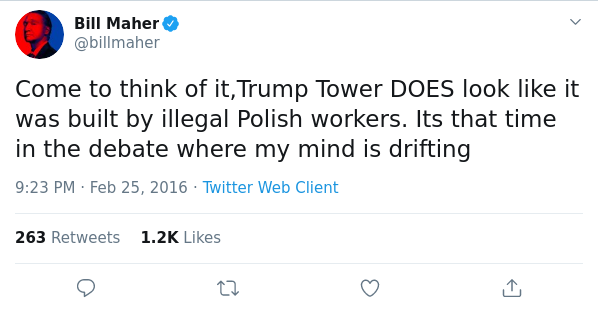 Bill Maher
@billmaher
Come to think of it,Trump Tower DOES look like it
was built by illegal Polish workers. Its that time
in the debate where my mind is drifting
9:23 PM · Feb 25, 2016 · Twitter Web Client
263 Retweets 1.2K Likes